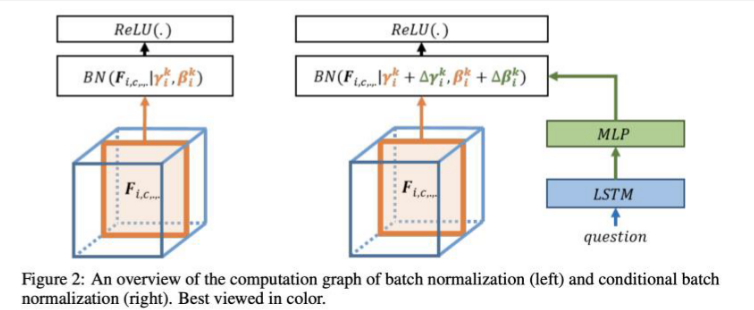 ReLU(.)
BN(F_{i,c,.,.}|γ_i^k, β_i^k)
F_{i,c,.,.}
ReLU(.)
BN(F_{i,c,.,.}|γ_i^k + Δγ_i^k, β_i^k + Δβ_i^k)
F_{i,c,.,.}
MLP
LSTM
question
Figure 2: An overview of the computation graph of batch normalization (left) and conditional batch
normalization (right). Best viewed in color.